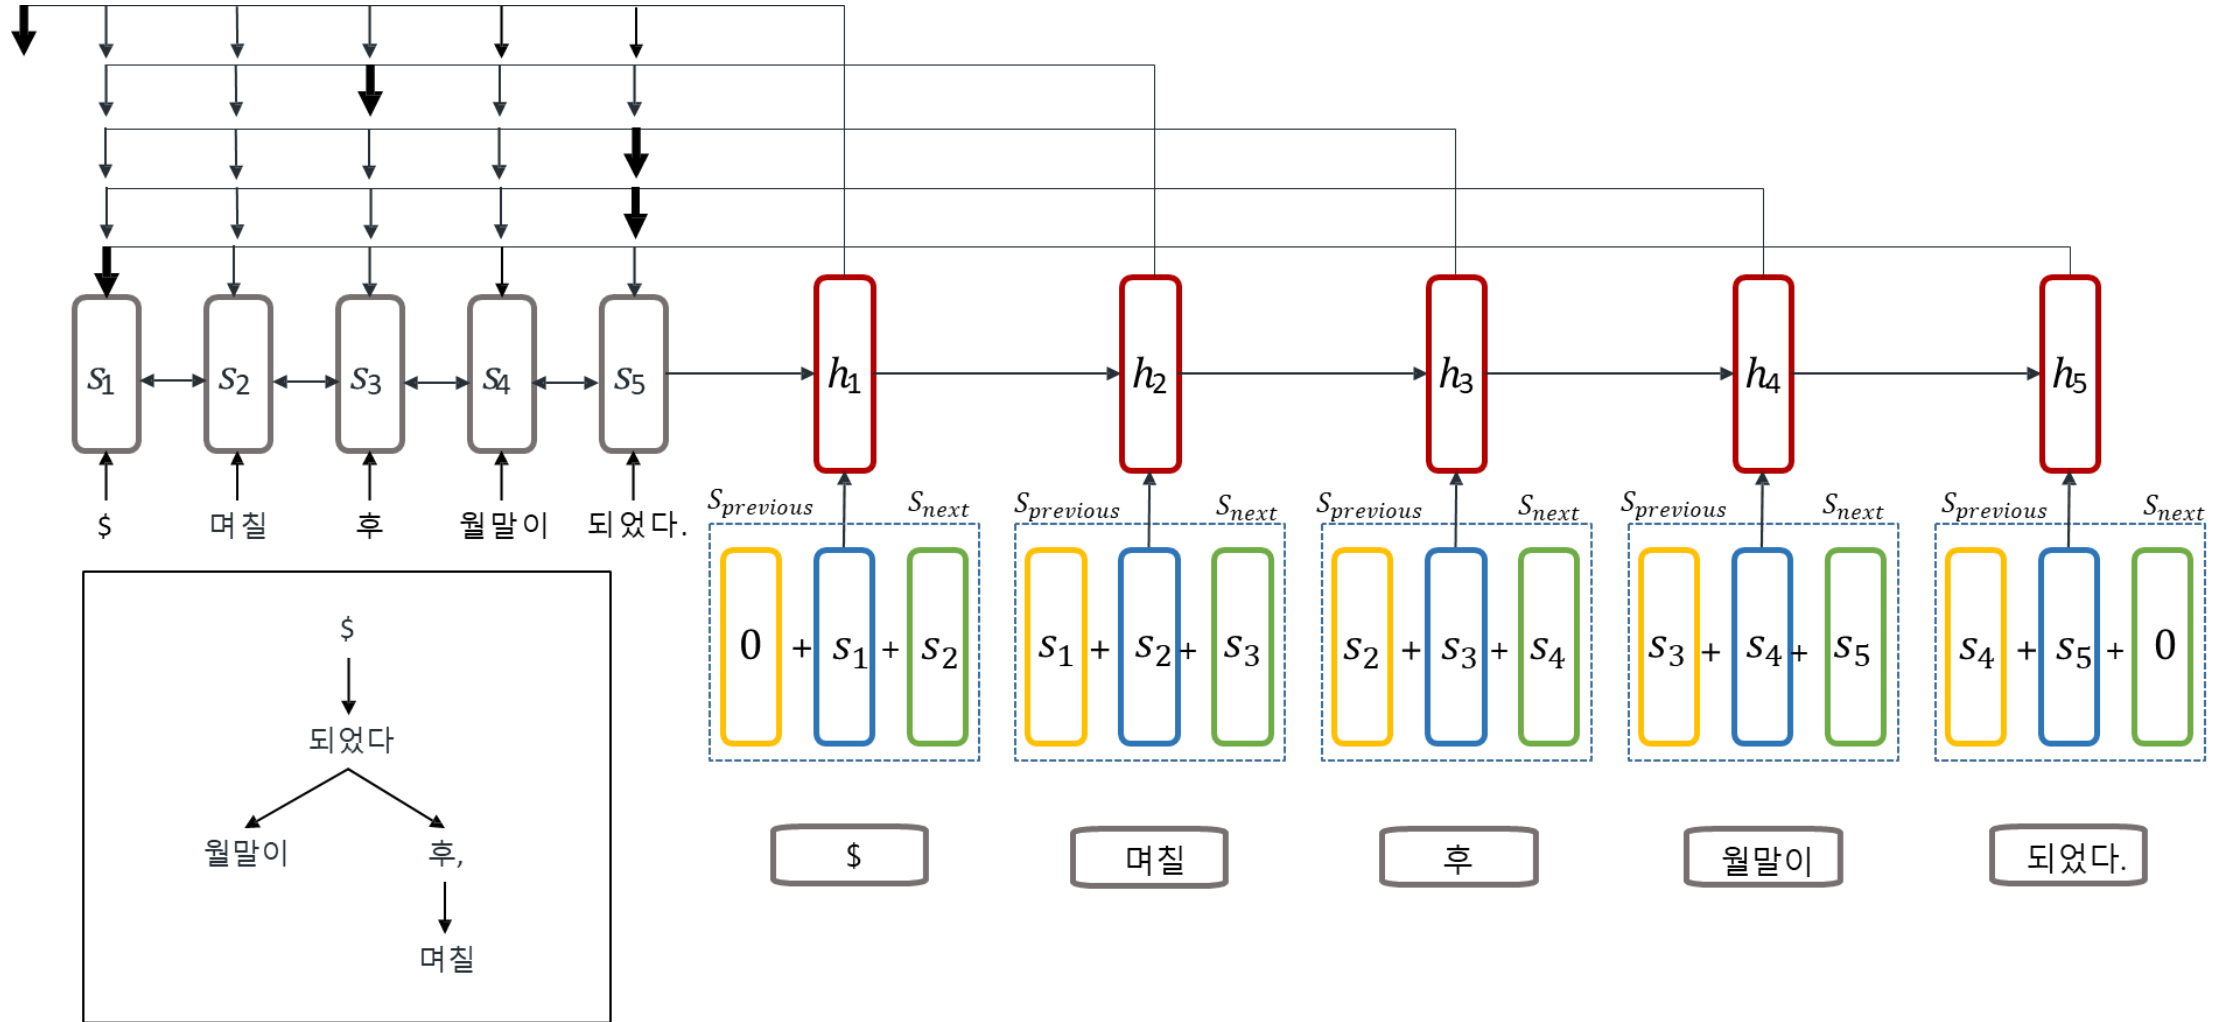 s1 s2 s3 s4 s5 h1 h2 h3 h4 h5
$ 며칠 후 월말이 되었다.
Sprevious Snext Sprevious Snext Sprevious Snext Sprevious Snext Sprevious Snext
0 + s1 + s2 s1 + s2 + s3 s2 + s3 + s4 s3 + s4 + s5 s4 + s5 + 0
$
되었다
월말이 후,
며칠
$ 며칠 후 월말이 되었다.